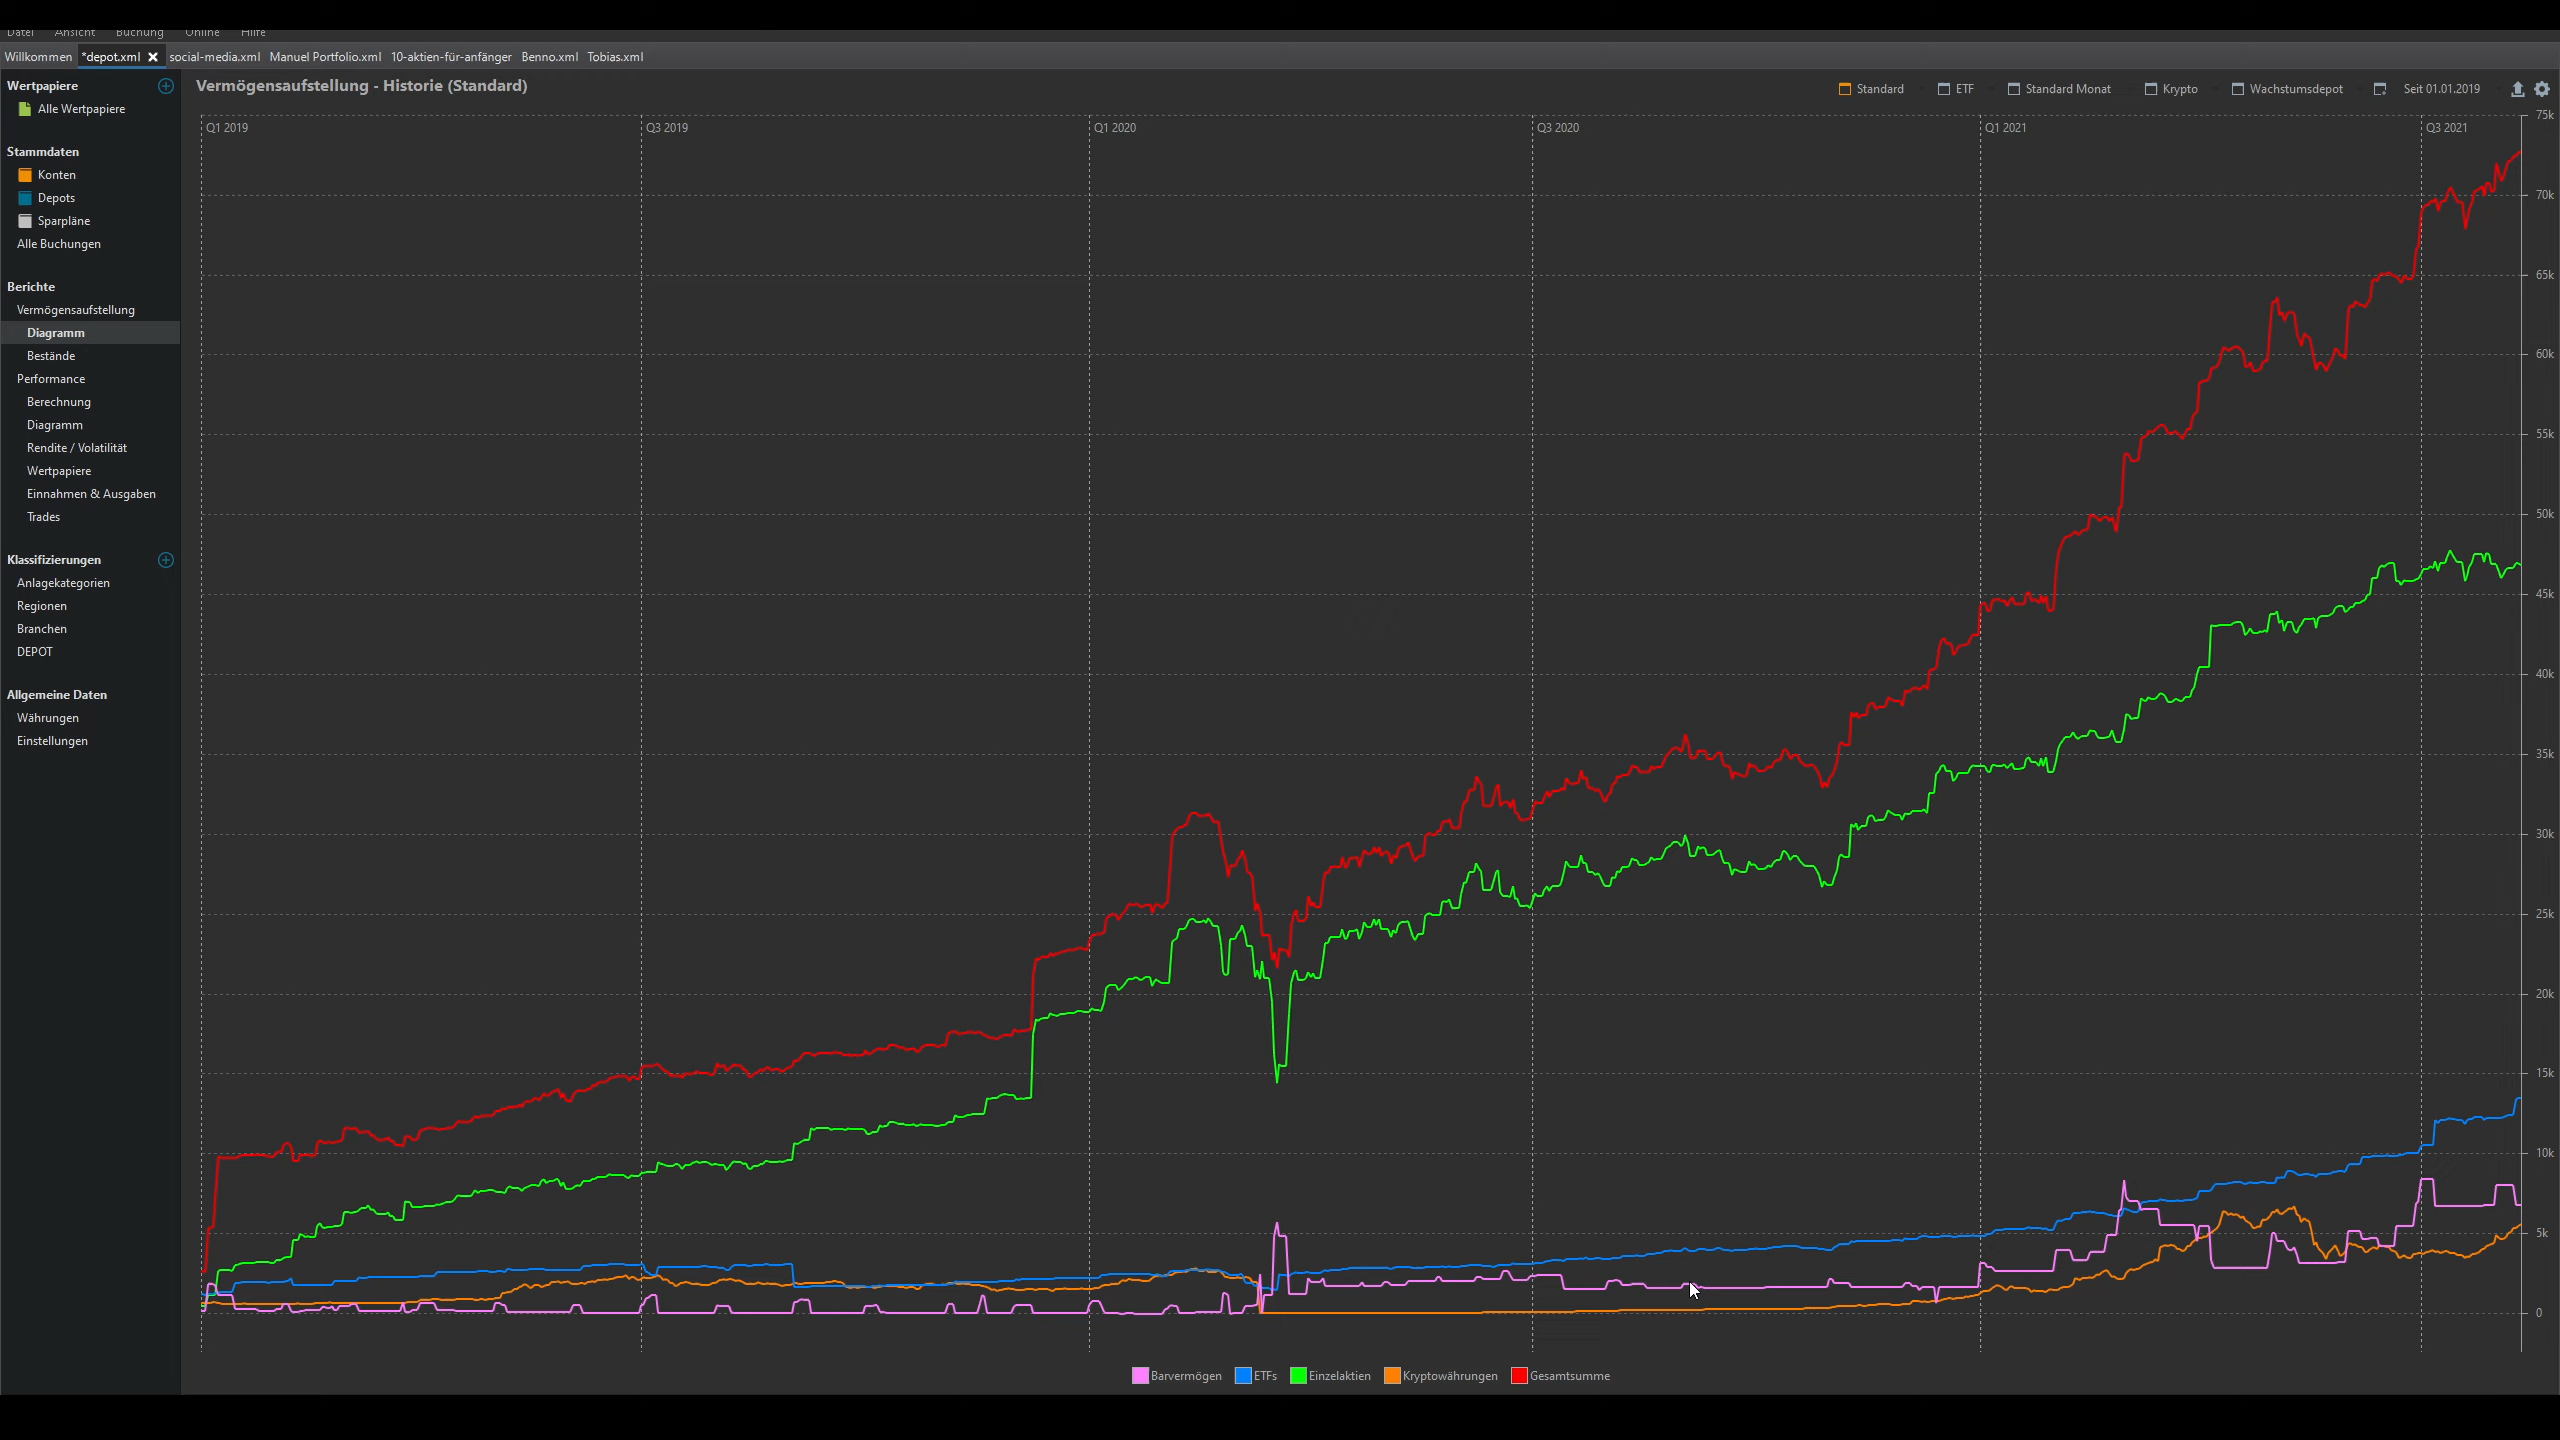 Datei Ansicht Buchung Online Hilfe
Willkommen *depot.xml social-media.xml Manuel Portfolio.xml 10-aktien-für-anfänger Benno.xml Tobias.xml
Wertpapiere
Alle Wertpapiere
Stammdaten
Konten
Depots
Sparpläne
Alle Buchungen
Berichte
Vermögensaufstellung
Diagramm
Bestände
Performance
Berechnung
Diagramm
Rendite / Volatilität
Wertpapiere
Einnahmen & Ausgaben
Trades
Klassifizierungen
Anlagekategorien
Regionen
Branchen
DEPOT
Allgemeine Daten
Währungen
Einstellungen
Vermögensaufstellung - Historie (Standard)
Standard ETF Standard Monat Krypto Wachstumsdepot Seit 01.01.2019
Q1 2019 Q3 2019 Q1 2020 Q3 2020 Q1 2021 Q3 2021
75k
70k
65k
60k
55k
50k
45k
40k
35k
30k
25k
20k
15k
10k
5k
0
Barvermögen ETFs Einzelaktien Kryptowährungen Gesamtsumme